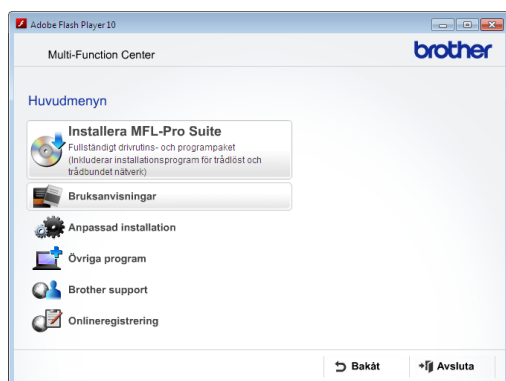 Adobe Flash Player 10
Multi-Function Center
brother
Huvudmenyn
Installera MFL-Pro Suite
Fullständigt drivrutins- och programpaket
(Inkluderar installationsprogram för trådlöst och
trådbundet nätverk)
Bruksanvisningar
Anpassad installation
Övriga program
Brother support
Onlineregistrering
Bakåt
Avsluta